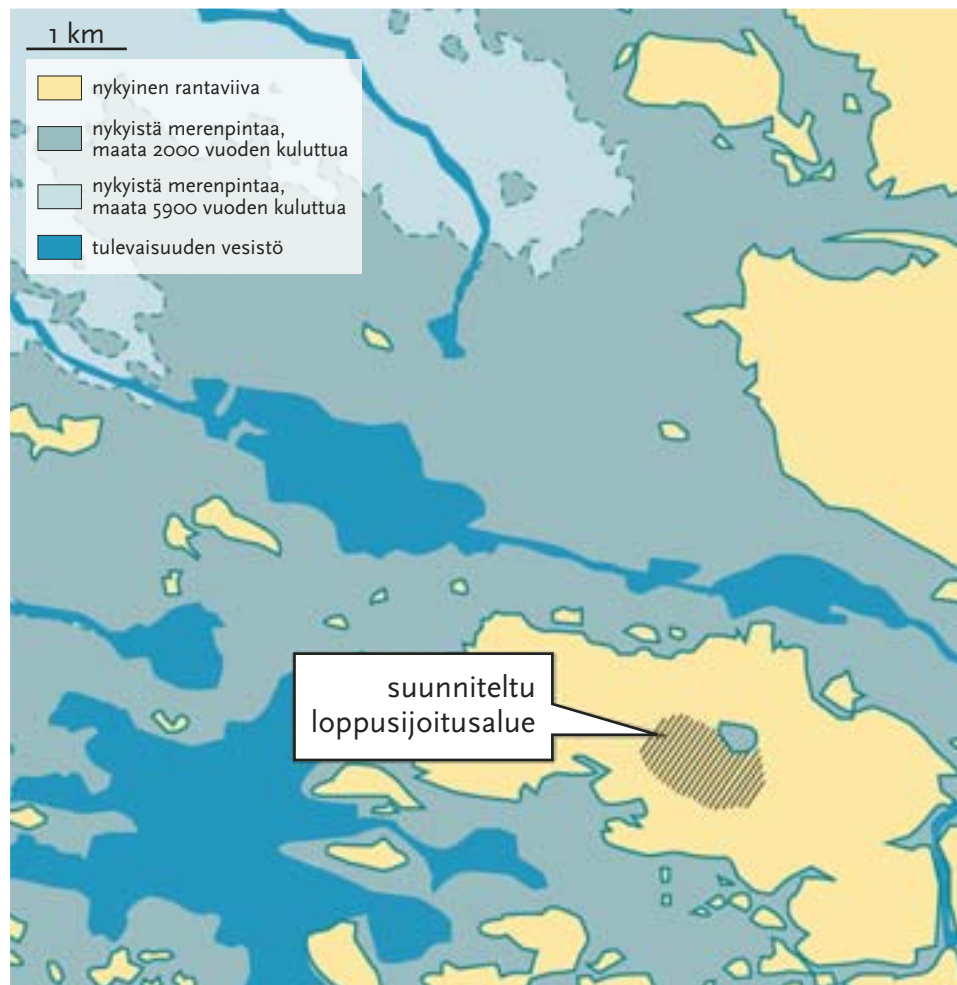 1 km
nykyinen rantaviiva
nykyistä merenpintaa,
maata 2000 vuoden kuluttua
nykyistä merenpintaa,
maata 5900 vuoden kuluttua
tulevaisuuden vesistö
suunniteltu
loppusijoitusalue